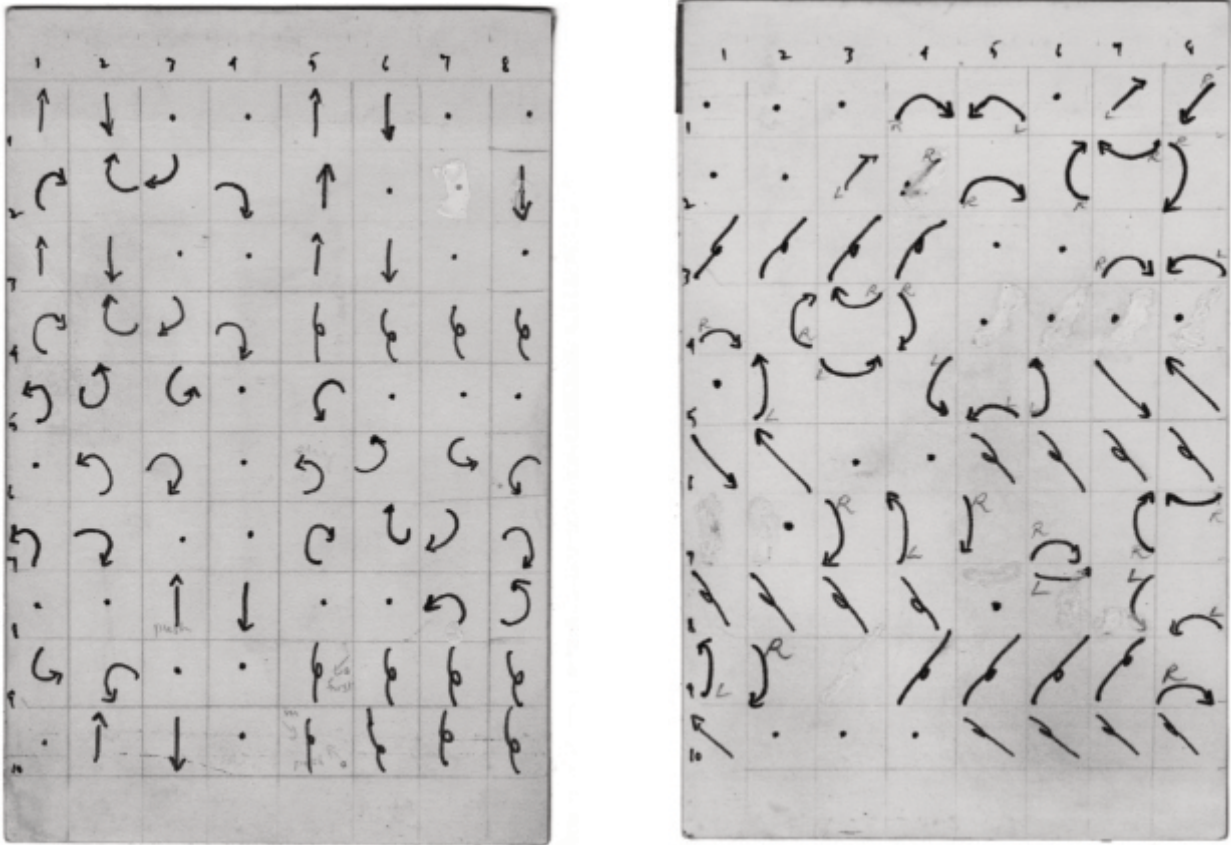 1 2 3 4 5 6 7 8
1
2
3
4
5
6
7
8
9
10
1 2 3 4 5 6 7 8
1 R L L R
2 L R R R R R
3 R L
4 R R R R
5 L L L L L
6
7 R L R R R R
8 L L L
9 L R R
10